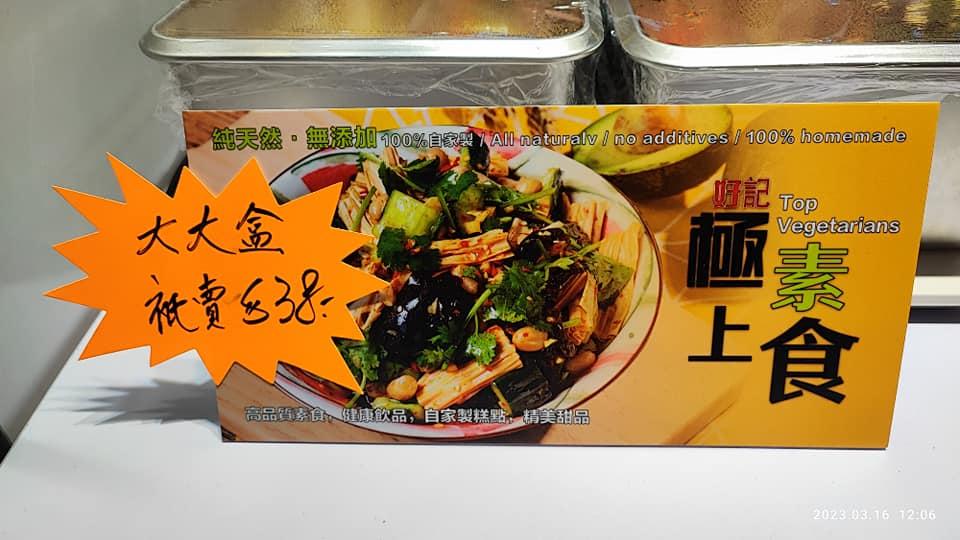 純天然·無添加 100%自家製 / All naturalv / no additives / 100% homemade
大大盒
祇賣$38.-
好記
極上
Top
Vegetarians
素食
高品質素食，健康飲品，自家製糕點，精美甜品
2023.03.16 12:06